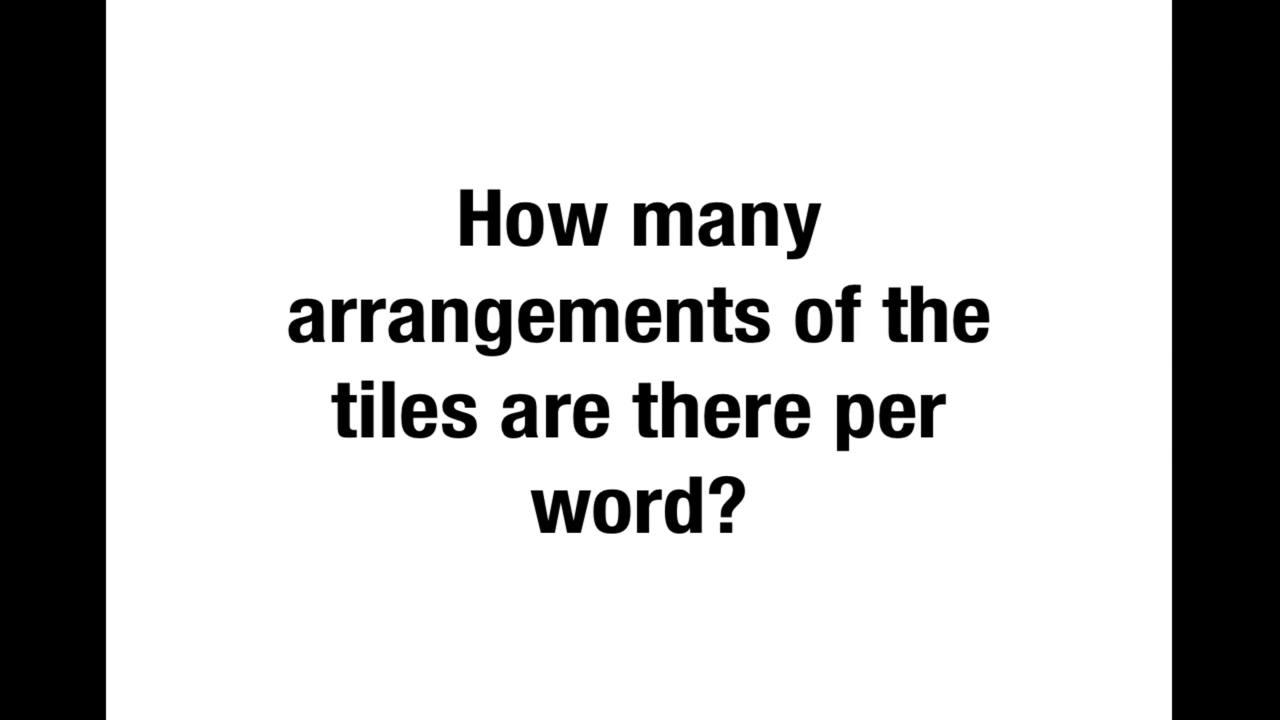 How many
arrangements of the
tiles are there per
word?